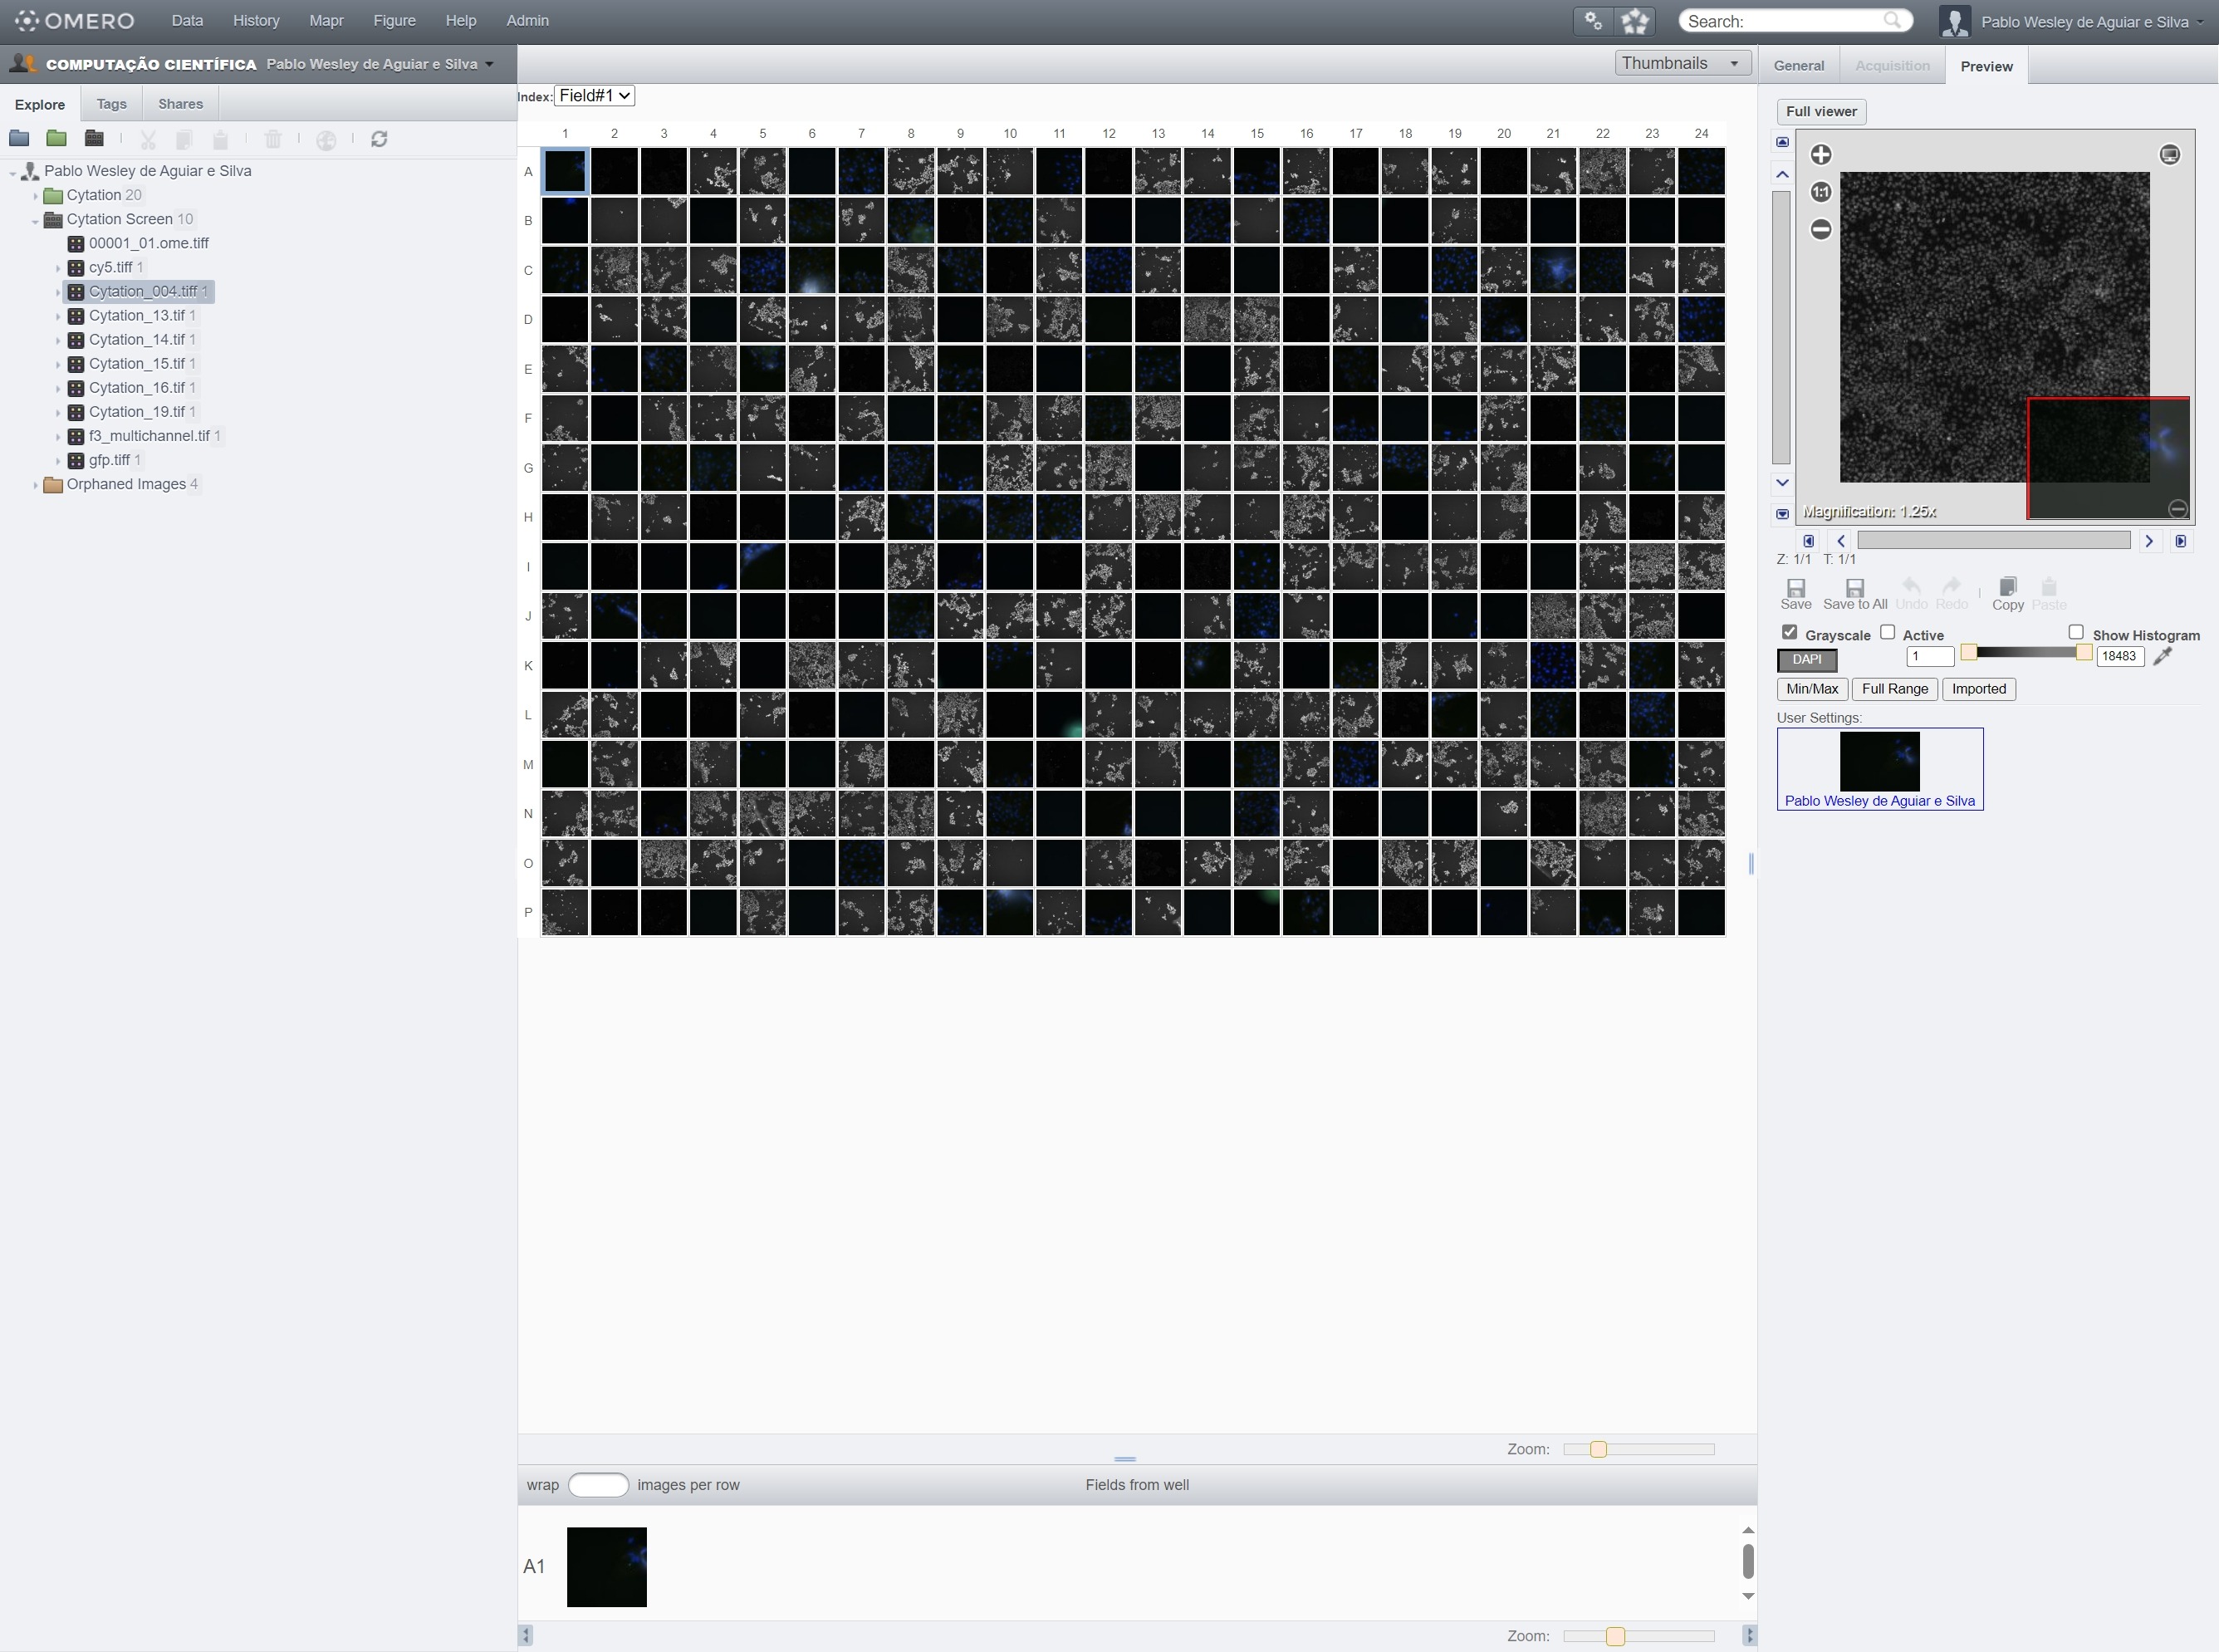 OMERO Data History Mapr Figure Help Admin Search: Pablo Wesley de Aguiar e Silva
COMPUTAÇÃO CIENTÍFICA Pablo Wesley de Aguiar e Silva
Thumbnails
General Acquisition Preview
Explore Tags Shares
Index: Field#1
Full viewer
Pablo Wesley de Aguiar e Silva
Cytation 20
Cytation Screen 10
00001_01.ome.tiff
cy5.tiff 1
Cytation_004.tiff 1
Cytation_13.tif 1
Cytation_14.tif 1
Cytation_15.tif 1
Cytation_16.tif 1
Cytation_19.tif 1
f3_multichannel.tif 1
gfp.tiff 1
Orphaned Images 4
1 2 3 4 5 6 7 8 9 10 11 12 13 14 15 16 17 18 19 20 21 22 23 24
A
B
C
D
E
F
G
H
I
J
K
L
M
N
O
P
Zoom:
wrap images per row Fields from well
A1
Zoom:
1:1
Magnification: 1.25x
Z: 1/1 T: 1/1
Save Save to All Undo Redo Copy Paste
Grayscale Active Show Histogram
DAPI 1 18483
Min/Max Full Range Imported
User Settings:
Pablo Wesley de Aguiar e Silva